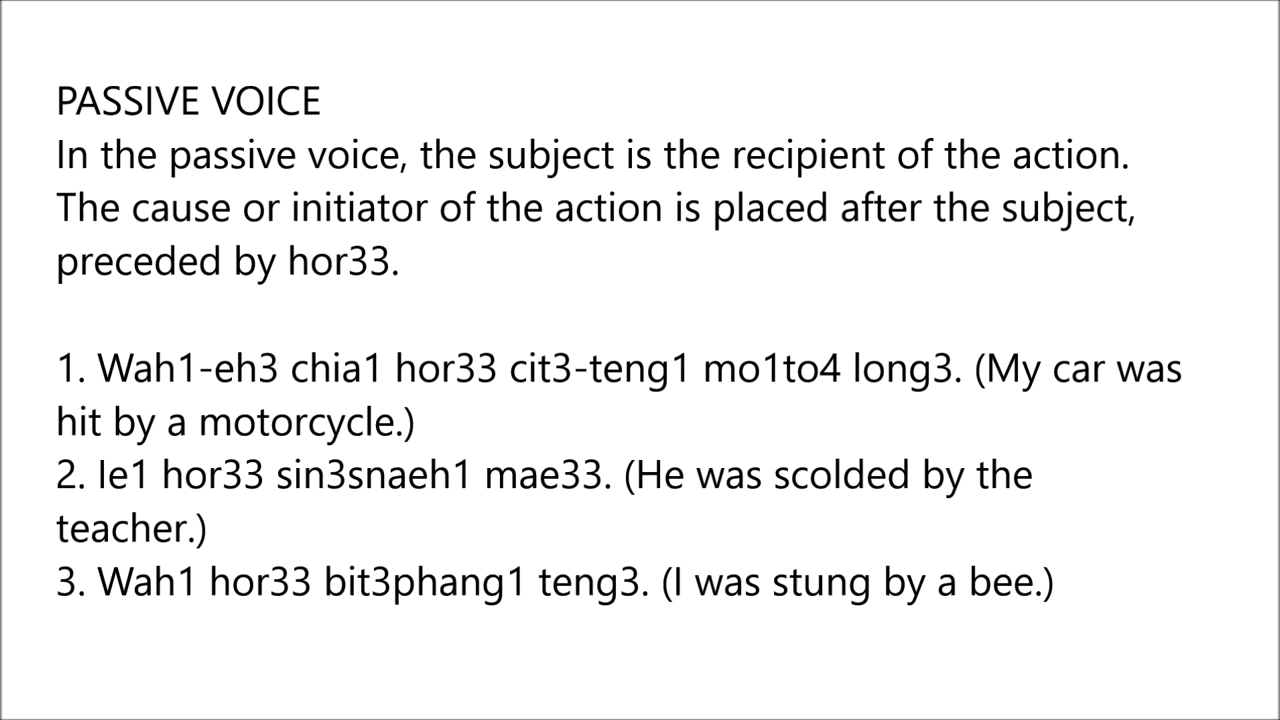 PASSIVE VOICE
In the passive voice, the subject is the recipient of the action.
The cause or initiator of the action is placed after the subject,
preceded by hor33.
1. Wah1-eh3 chia1 hor33 cit3-teng1 mo1to4 long3. (My car was
hit by a motorcycle.)
2. Ie1 hor33 sin3snaeh1 mae33. (He was scolded by the
teacher.)
3. Wah1 hor33 bit3phang1 teng3. (I was stung by a bee.)